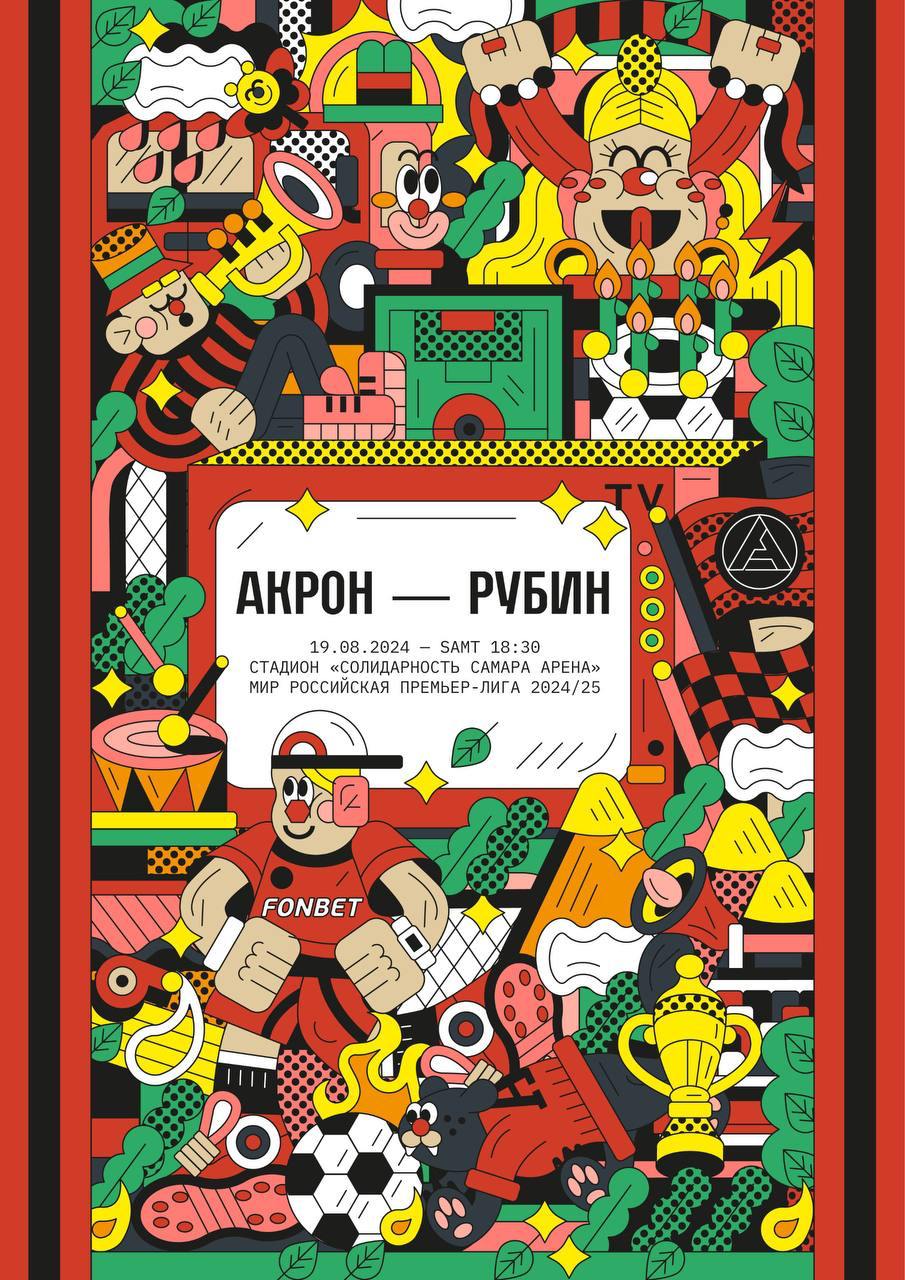 TV
АКРОН — РУБИН
19.08.2024 — SAMT 18:30
СТАДИОН «СОЛИДАРНОСТЬ САМАРА АРЕНА»
МИР РОССИЙСКАЯ ПРЕМЬЕР-ЛИГА 2024/25
FONBET